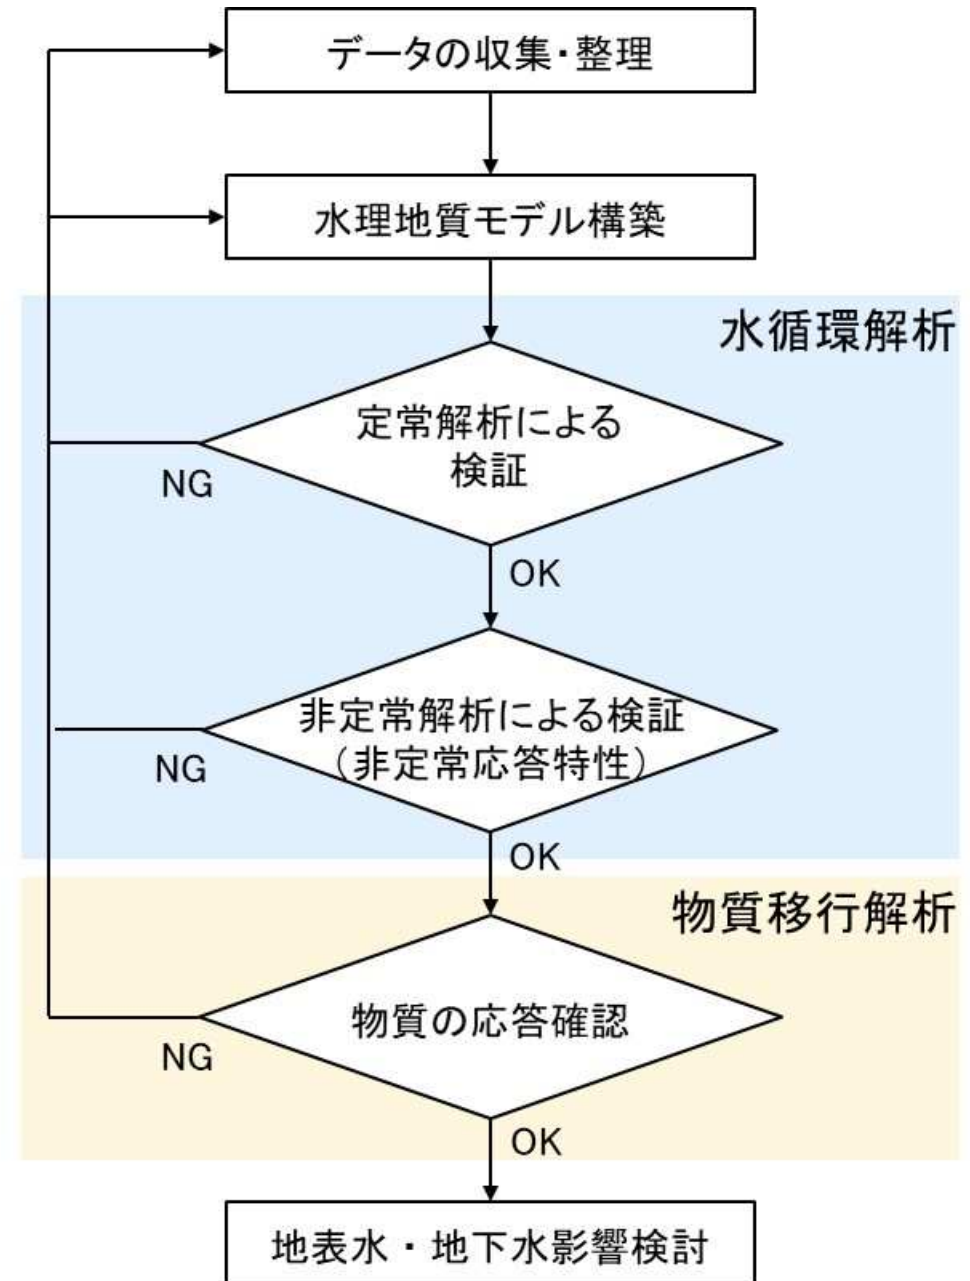 データの収集・整理
水理地質モデル構築
水循環解析
定常解析による
検証
NG
OK
非定常解析による検証
（非定常応答特性）
NG
OK
物質移行解析
物質の応答確認
NG
OK
地表水・地下水影響検討